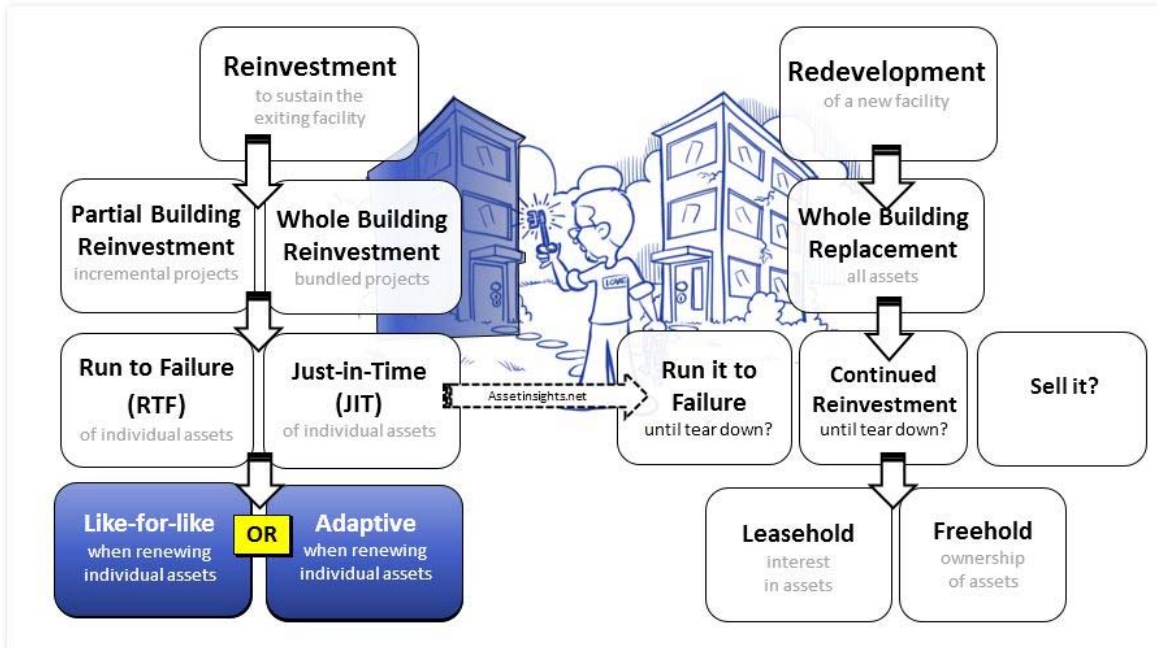 Reinvestment
to sustain the
exiting facility
Redevelopment
of a new facility
Partial Building
Reinvestment
incremental projects
Whole Building
Reinvestment
bundled projects
Whole Building
Replacement
all assets
Run to Failure
(RTF)
of individual assets
Just-in-Time
(JIT)
of individual assets
Assetinsights.net
Run it to
Failure
until tear down?
Continued
Reinvestment
until tear down?
Sell it?
Like-for-like
when renewing
individual assets
OR
Adaptive
when renewing
individual assets
Leasehold
interest
in assets
Freehold
ownership
of assets